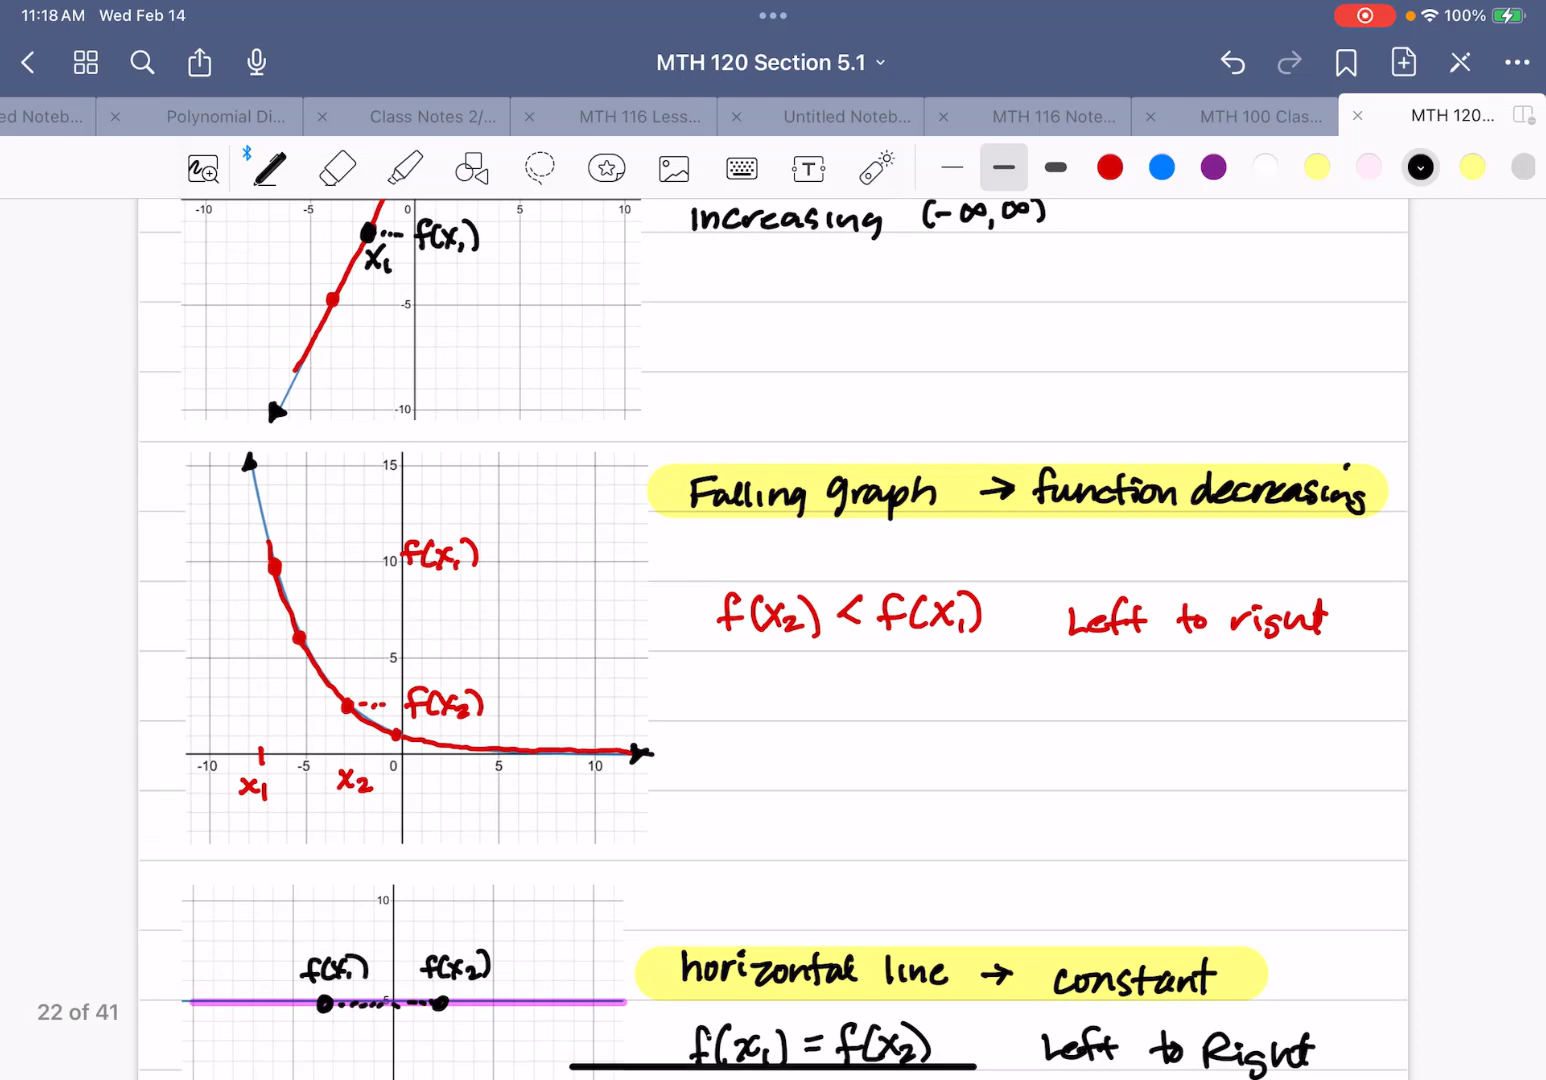 11:18 AM Wed Feb 14
100%
MTH 120 Section 5.1
ed Noteb...
Polynomial Di...
Class Notes 2/...
MTH 116 Less...
Untitled Noteb...
MTH 116 Note...
MTH 100 Clas...
MTH 120...
T
-10 -5 0 5 10
Increasing (-∞,∞)
f(x₁)
x₁
-5
-10
15
Falling graph → function decreasing
10 f(x₁)
f(x₂) < f(x₁) Left to right
5
f(x₂)
-10 -5 0 5 10
x₁ x₂
10
f(x₁) f(x₂)
horizontal line → constant
5
22 of 41
f(x₁) = f(x₂) Left to Right